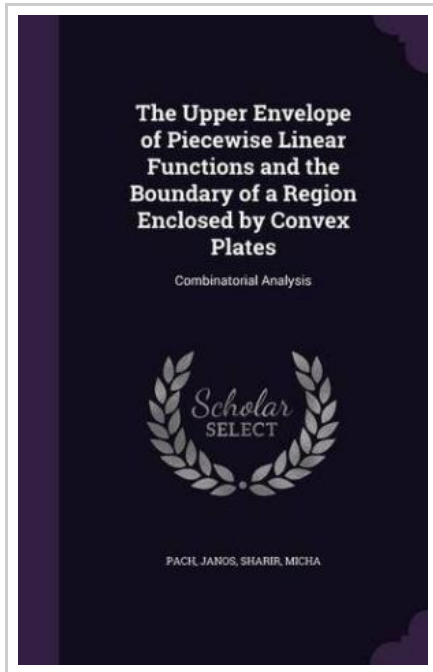 The Upper Envelope
of Piecewise Linear
Functions and the
Boundary of a Region
Enclosed by Convex
Plates
Combinatorial Analysis
Scholar
SELECT
PACH, JANOS, SHARIR, MICHA